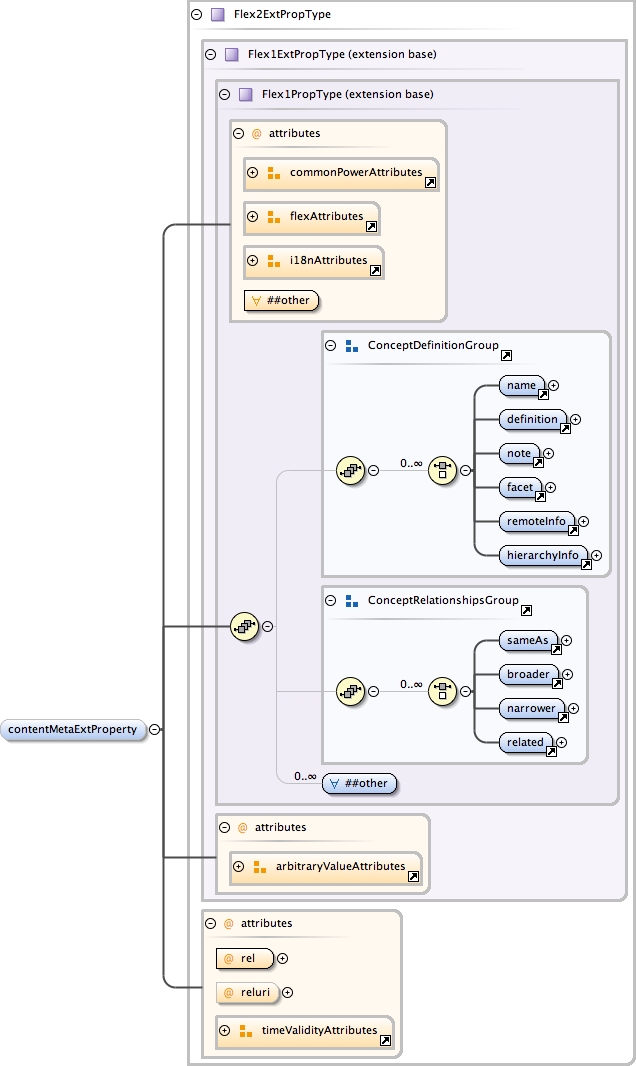 Flex2ExtPropType
Flex1ExtPropType (extension base)
Flex1PropType (extension base)
@ attributes
commonPowerAttributes
flexAttributes
i18nAttributes
##other
ConceptDefinitionGroup
0..∞
name
definition
note
facet
remoteInfo
hierarchyInfo
ConceptRelationshipsGroup
0..∞
sameAs
broader
narrower
related
0..∞ ##other
contentMetaExtProperty
@ attributes
arbitraryValueAttributes
@ attributes
@ rel
@ reluri
timeValidityAttributes